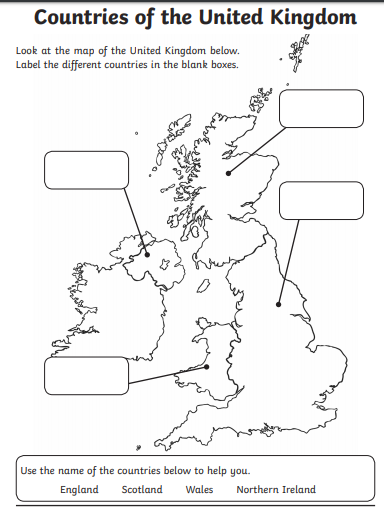 Countries of the United Kingdom
Look at the map of the United Kingdom below.
Label the different countries in the blank boxes.
Use the name of the countries below to help you.
England Scotland Wales Northern Ireland